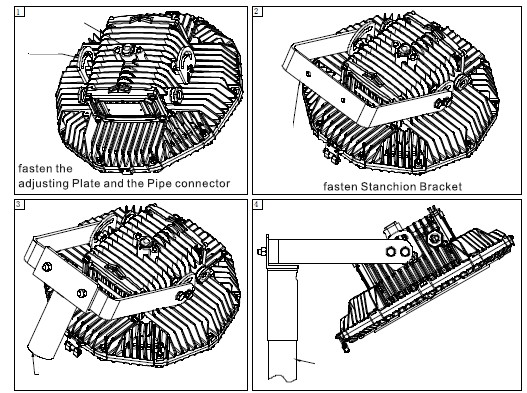 1
fasten the
adjusting Plate and the Pipe connector
2
fasten Stanchion Bracket
3
4